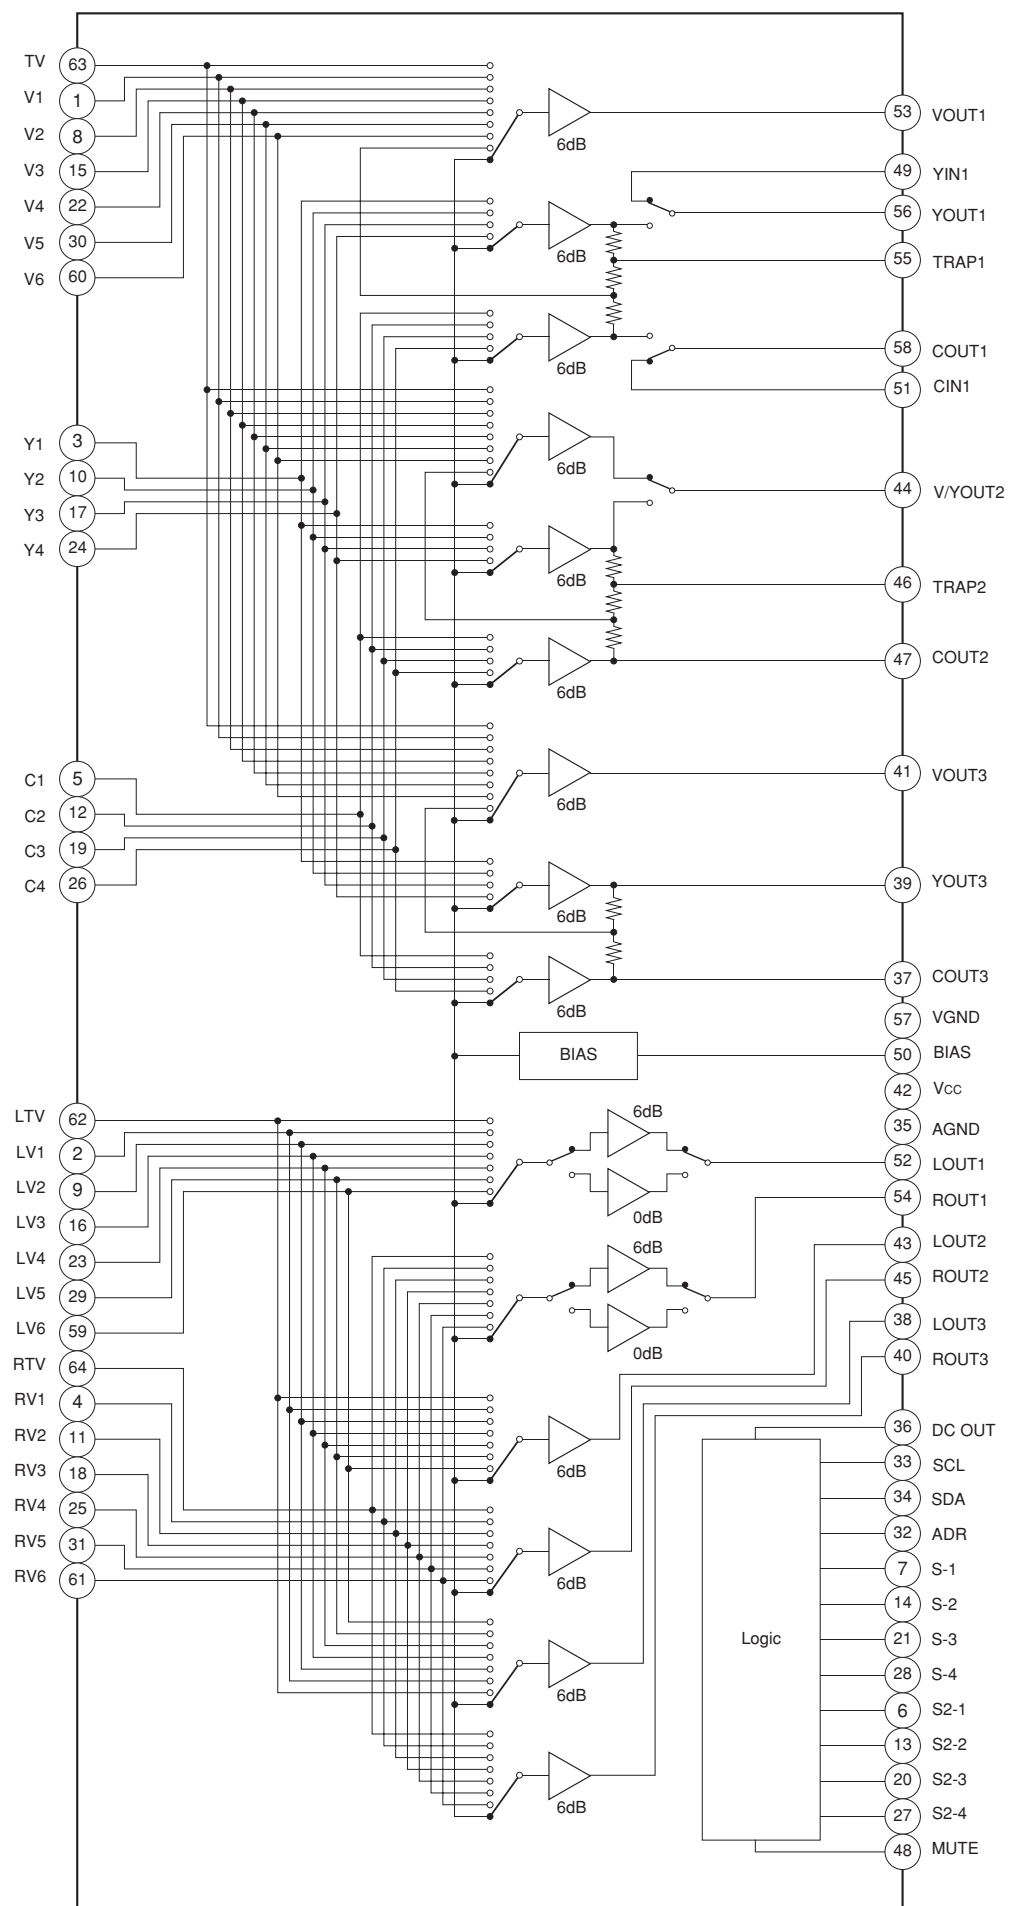 TV 63
V1 1
V2 8
V3 15
V4 22
V5 30
V6 60
Y1 3
Y2 10
Y3 17
Y4 24
C1 5
C2 12
C3 19
C4 26
LTV 62
LV1 2
LV2 9
LV3 16
LV4 23
LV5 29
LV6 59
RTV 64
RV1 4
RV2 11
RV3 18
RV4 25
RV5 31
RV6 61
6dB
6dB
6dB
6dB
6dB
6dB
6dB
6dB
6dB
BIAS
6dB
0dB
6dB
0dB
6dB
6dB
6dB
6dB
Logic
53 VOUT1
49 YIN1
56 YOUT1
55 TRAP1
58 COUT1
51 CIN1
44 V/YOUT2
46 TRAP2
47 COUT2
41 VOUT3
39 YOUT3
37 COUT3
57 VGND
50 BIAS
42 VCC
35 AGND
52 LOUT1
54 ROUT1
43 LOUT2
45 ROUT2
38 LOUT3
40 ROUT3
36 DC OUT
33 SCL
34 SDA
32 ADR
7 S-1
14 S-2
21 S-3
28 S-4
6 S2-1
13 S2-2
20 S2-3
27 S2-4
48 MUTE